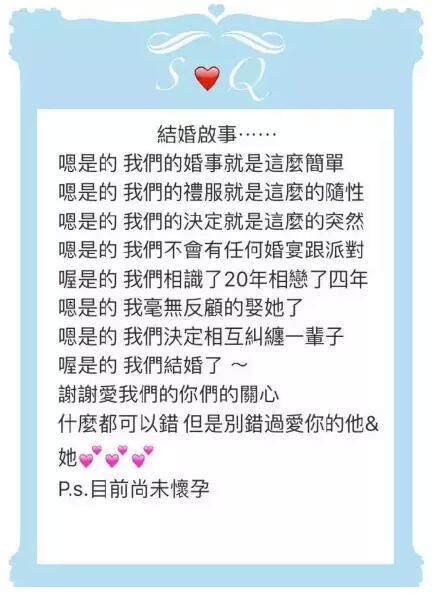 S❤️Q
結婚啟事⋯⋯
嗯是的 我們的婚事就是這麼簡單
嗯是的 我們的禮服就是這麼的隨性
嗯是的 我們的決定就是這麼的突然
嗯是的 我們不會有任何婚宴跟派對
喔是的 我們相識了20年相戀了四年
嗯是的 我毫無反顧的娶她了
嗯是的 我們決定相互糾纏一輩子
喔是的 我們結婚了 ～
謝謝愛我們的你們的關心
什麼都可以錯 但是別錯過愛你的他&
她💕💕💕
P.s.目前尚未懷孕